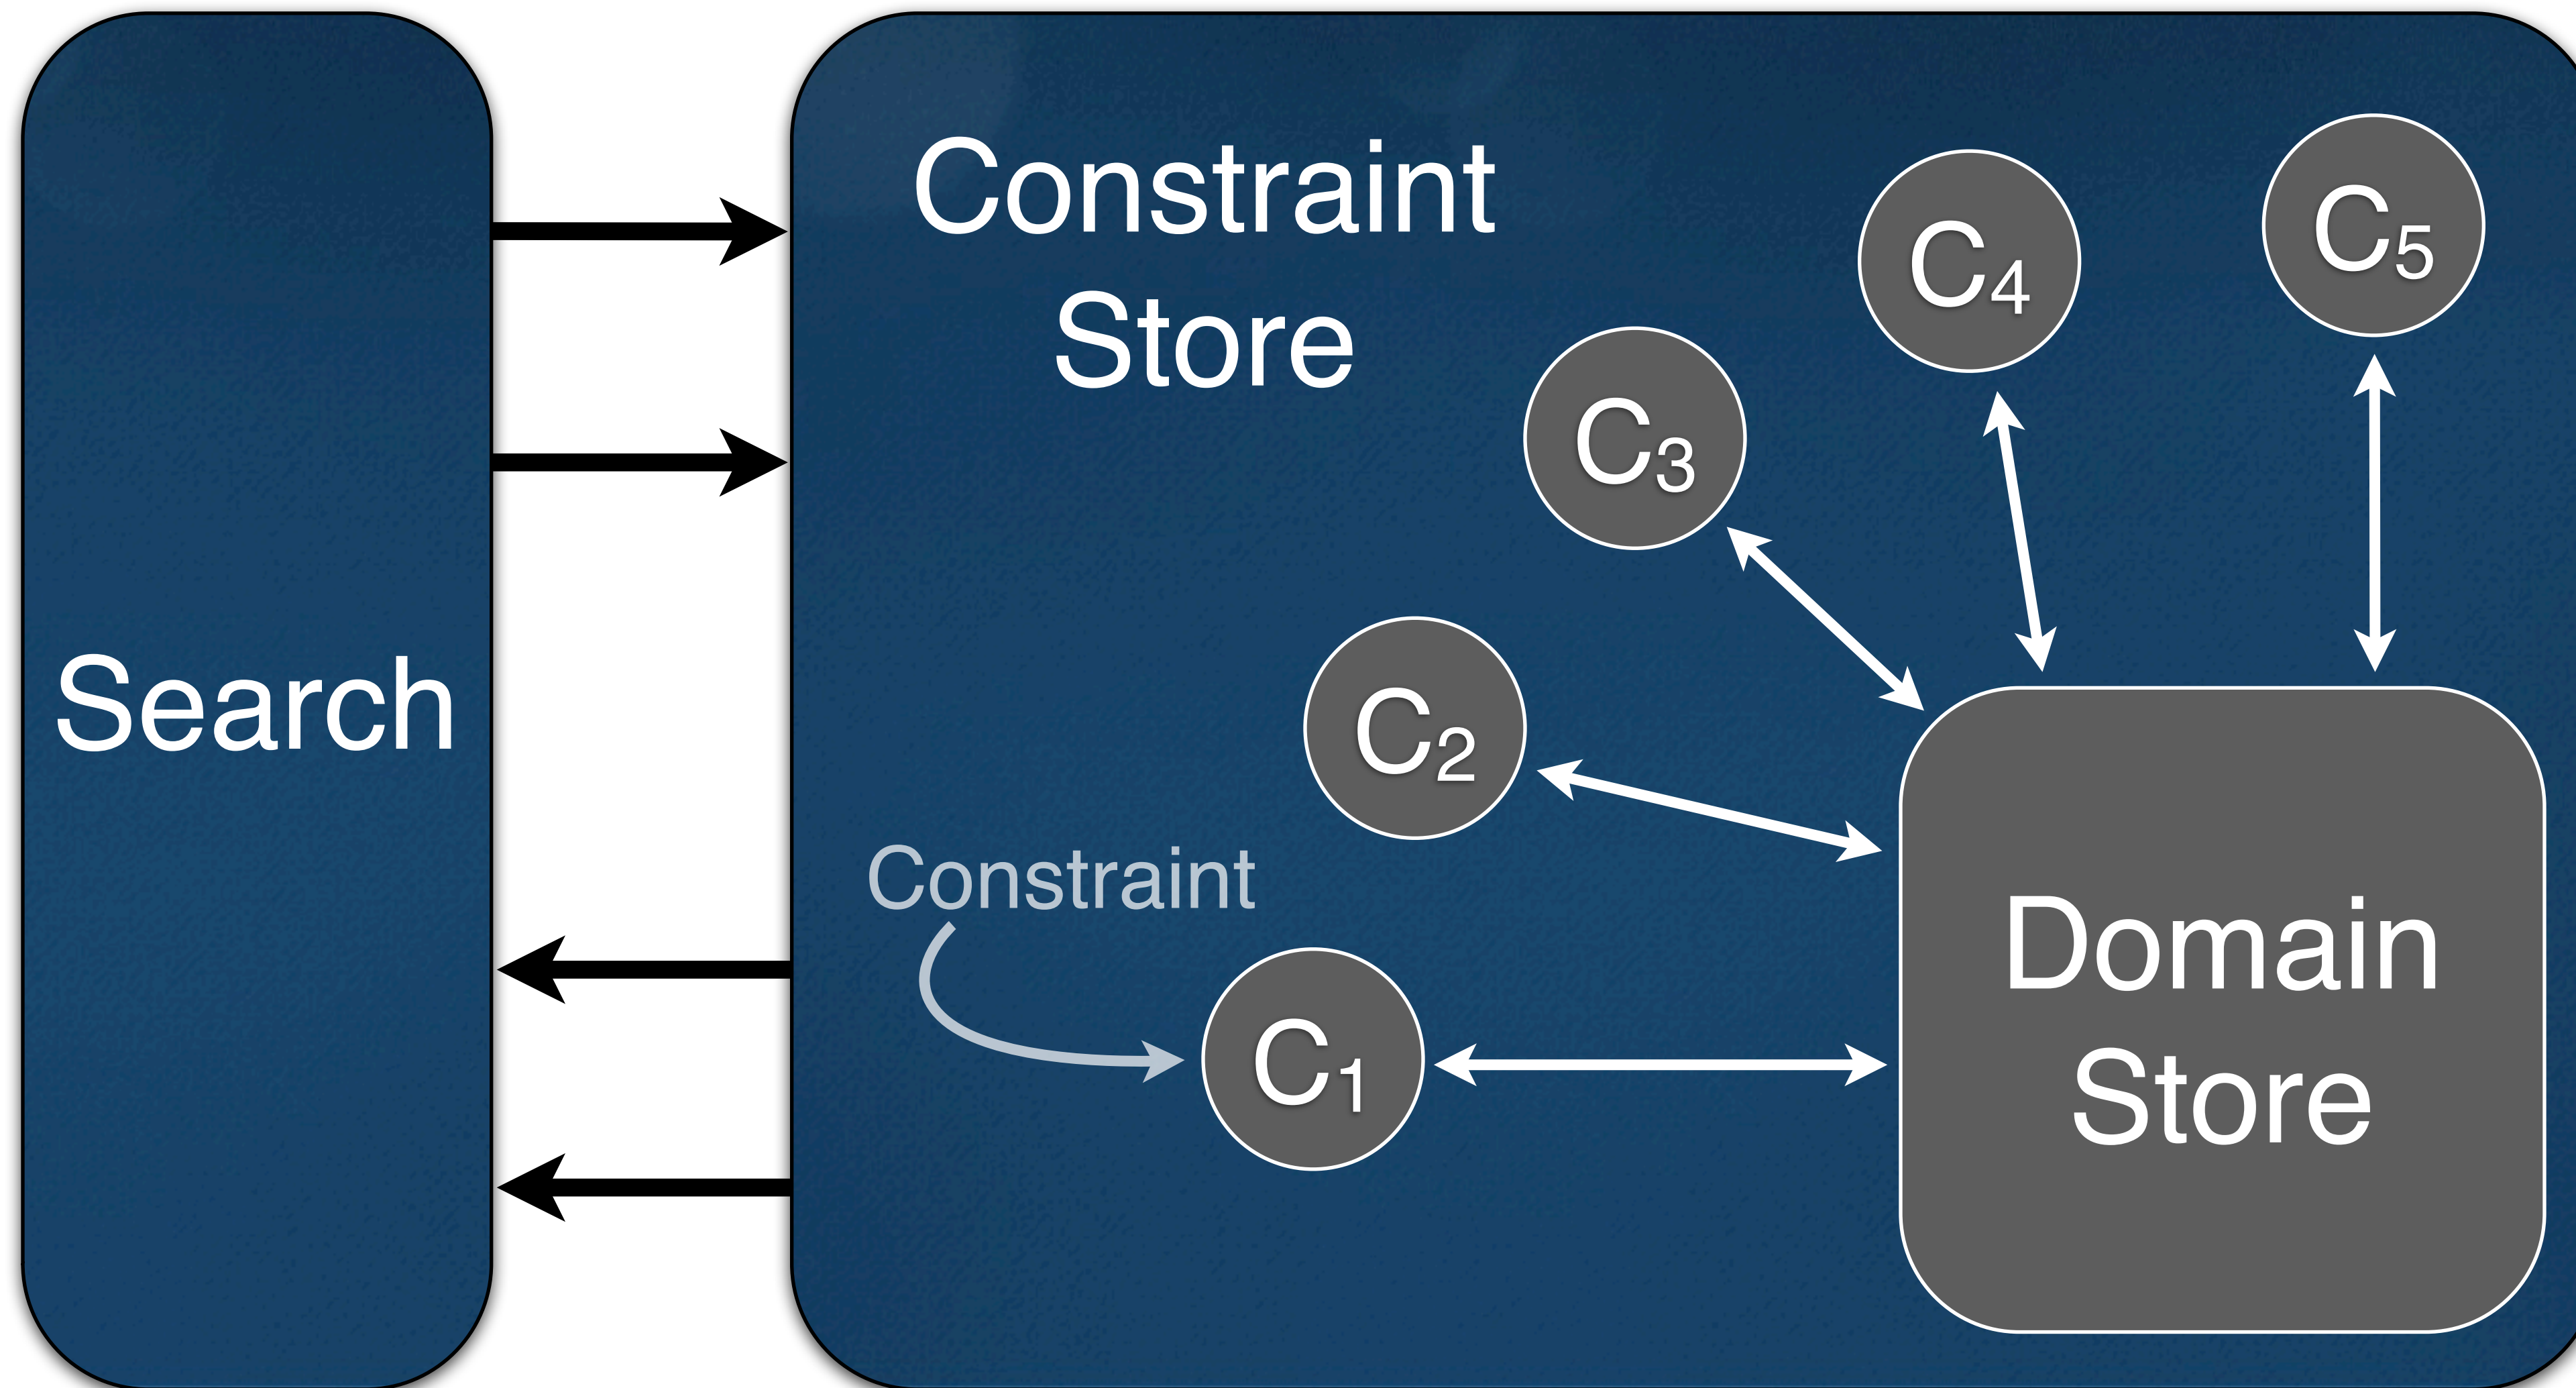 Search
Constraint
Store
C₅
C₄
C₃
C₂
Constraint
C₁
Domain
Store